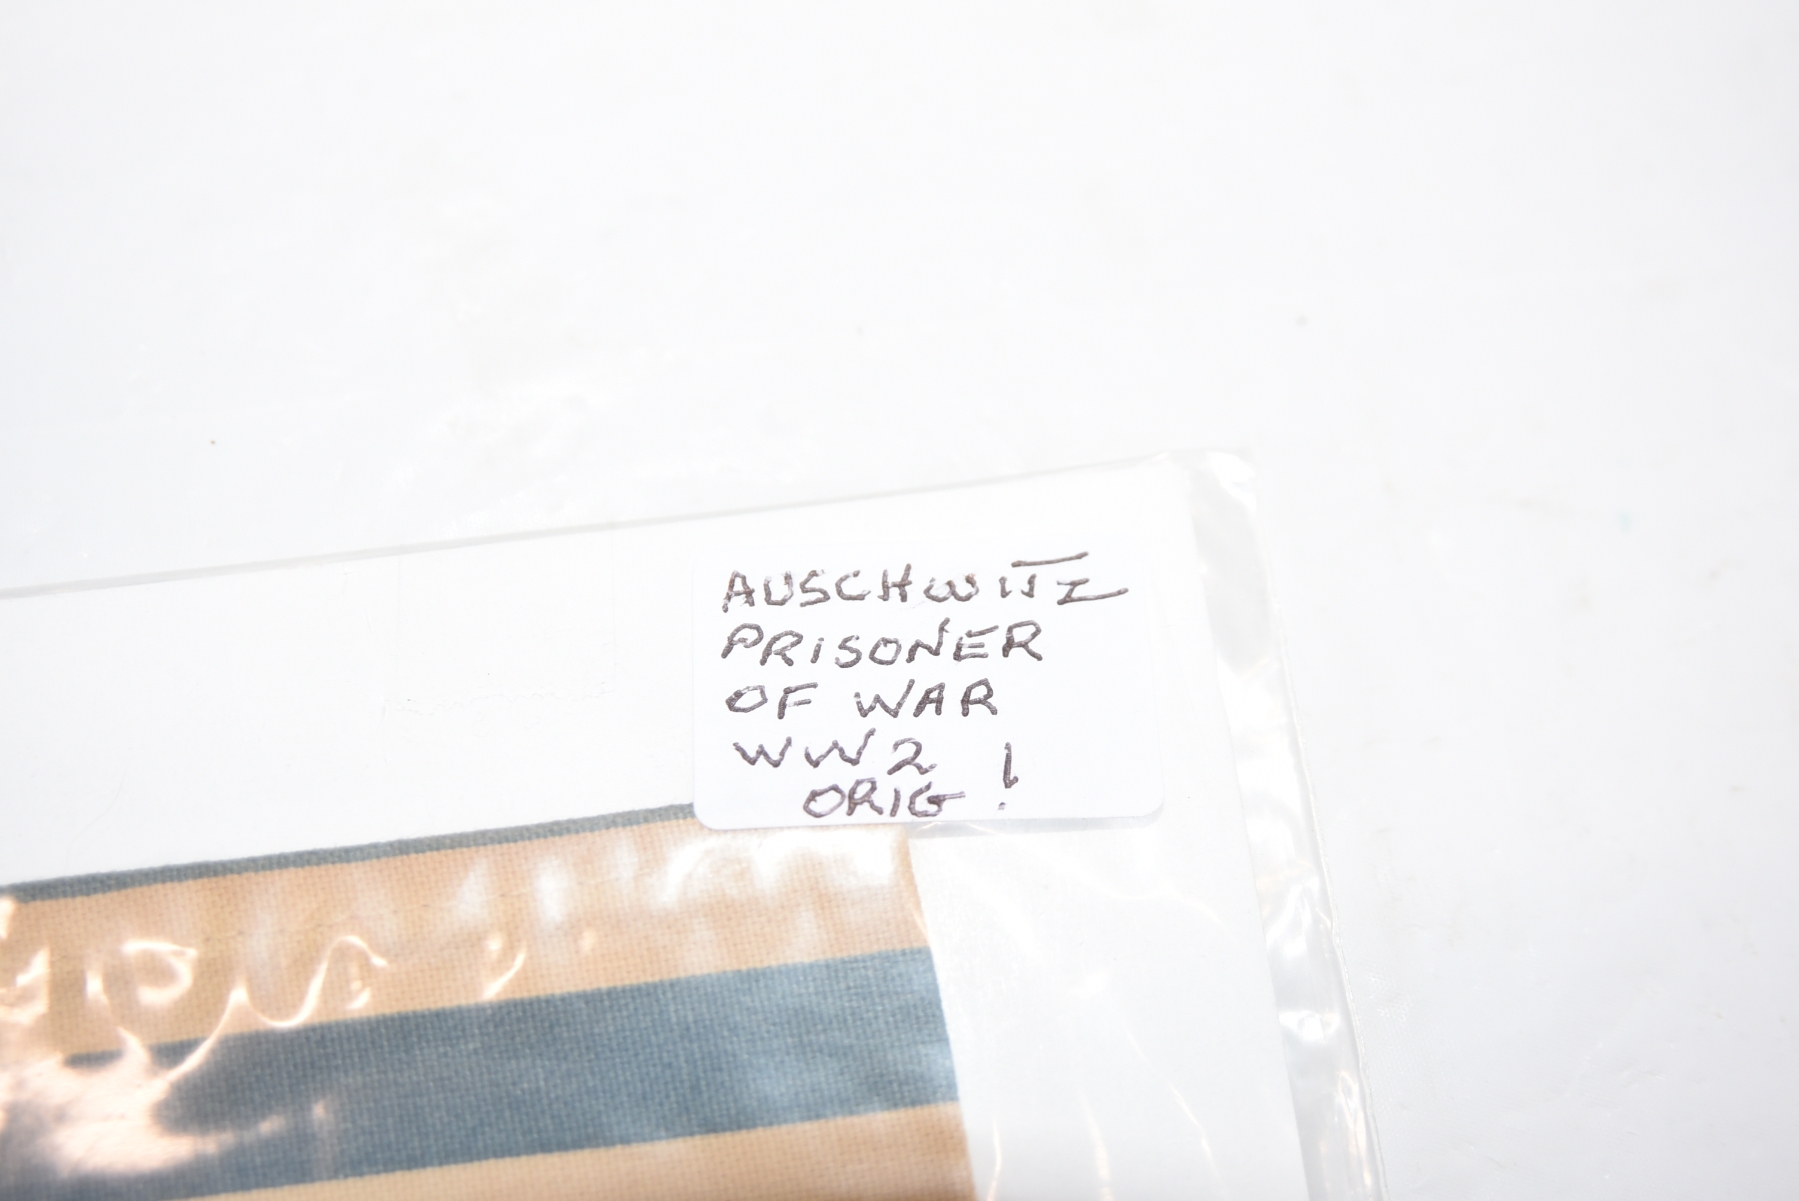 AUSCHWITZ
PRISONER
OF WAR
WW2 !
ORIG